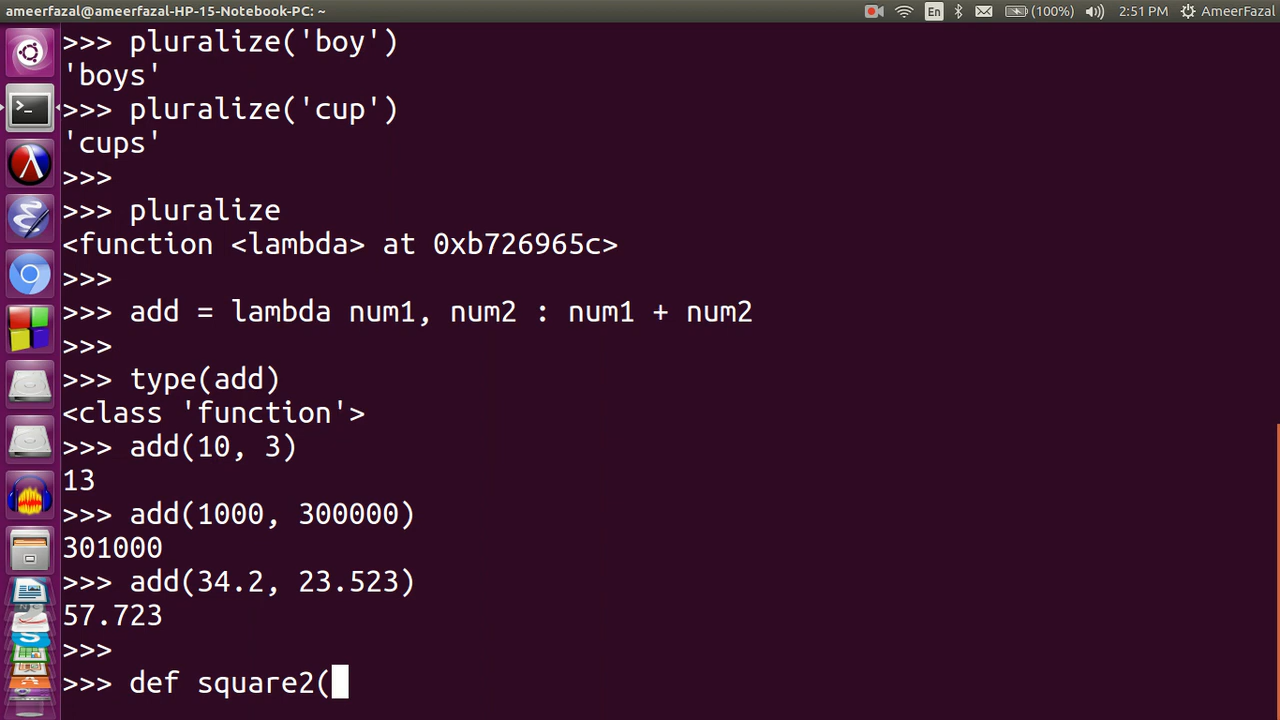 ameerfazal@ameerfazal-HP-15-Notebook-PC: ~ En (100%) 2:51 PM AmeerFazal
>>> pluralize('boy')
'boys'
>>> pluralize('cup')
'cups'
>>>
>>> pluralize
<function <lambda> at 0xb726965c>
>>>
>>> add = lambda num1, num2 : num1 + num2
>>>
>>> type(add)
<class 'function'>
>>> add(10, 3)
13
>>> add(1000, 300000)
301000
>>> add(34.2, 23.523)
57.723
>>>
>>> def square2(